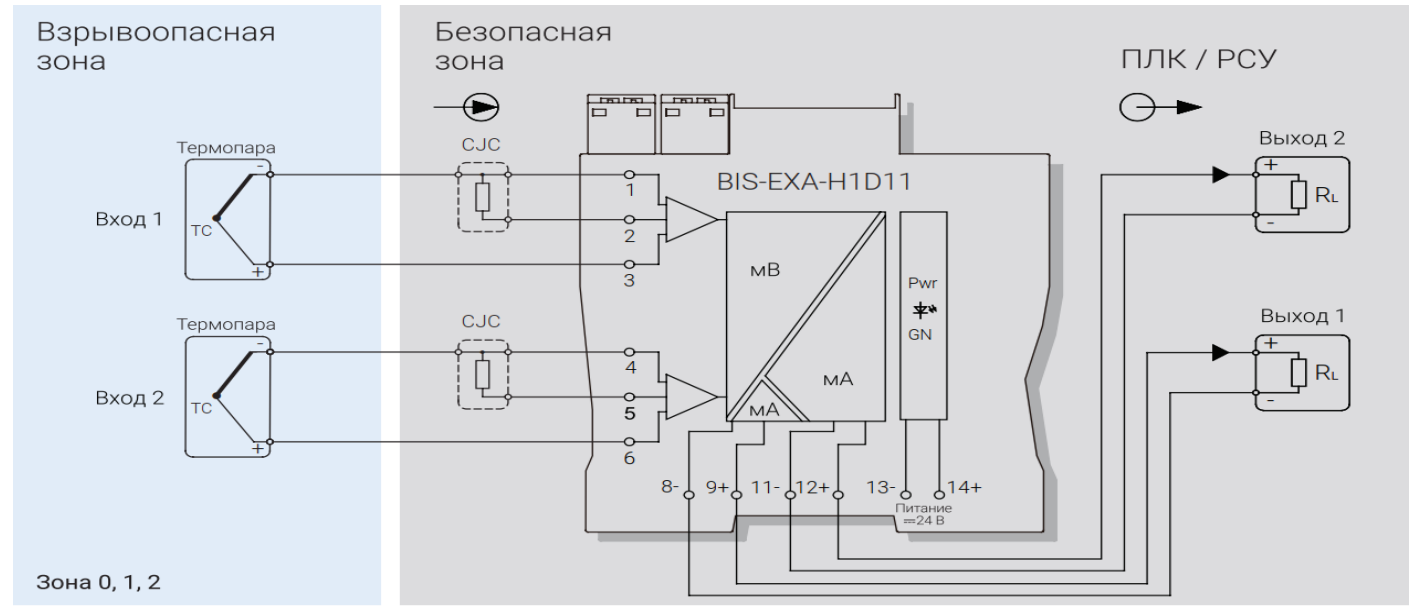 Взрывоопасная
зона
Безопасная
зона
ПЛК / РСУ
Термопара
CJC
Выход 2
-
+
1
BIS-EXA-H1D11
RL
Вход 1
TC
2
-
+
3
мВ
Pwr
GN
Термопара
CJC
Выход 1
-
+
4
мА
RL
Вход 2
TC
5
мА
-
+
6
8-
9+
11-
12+
13-
14+
Питание
⎓24 В
Зона 0, 1, 2